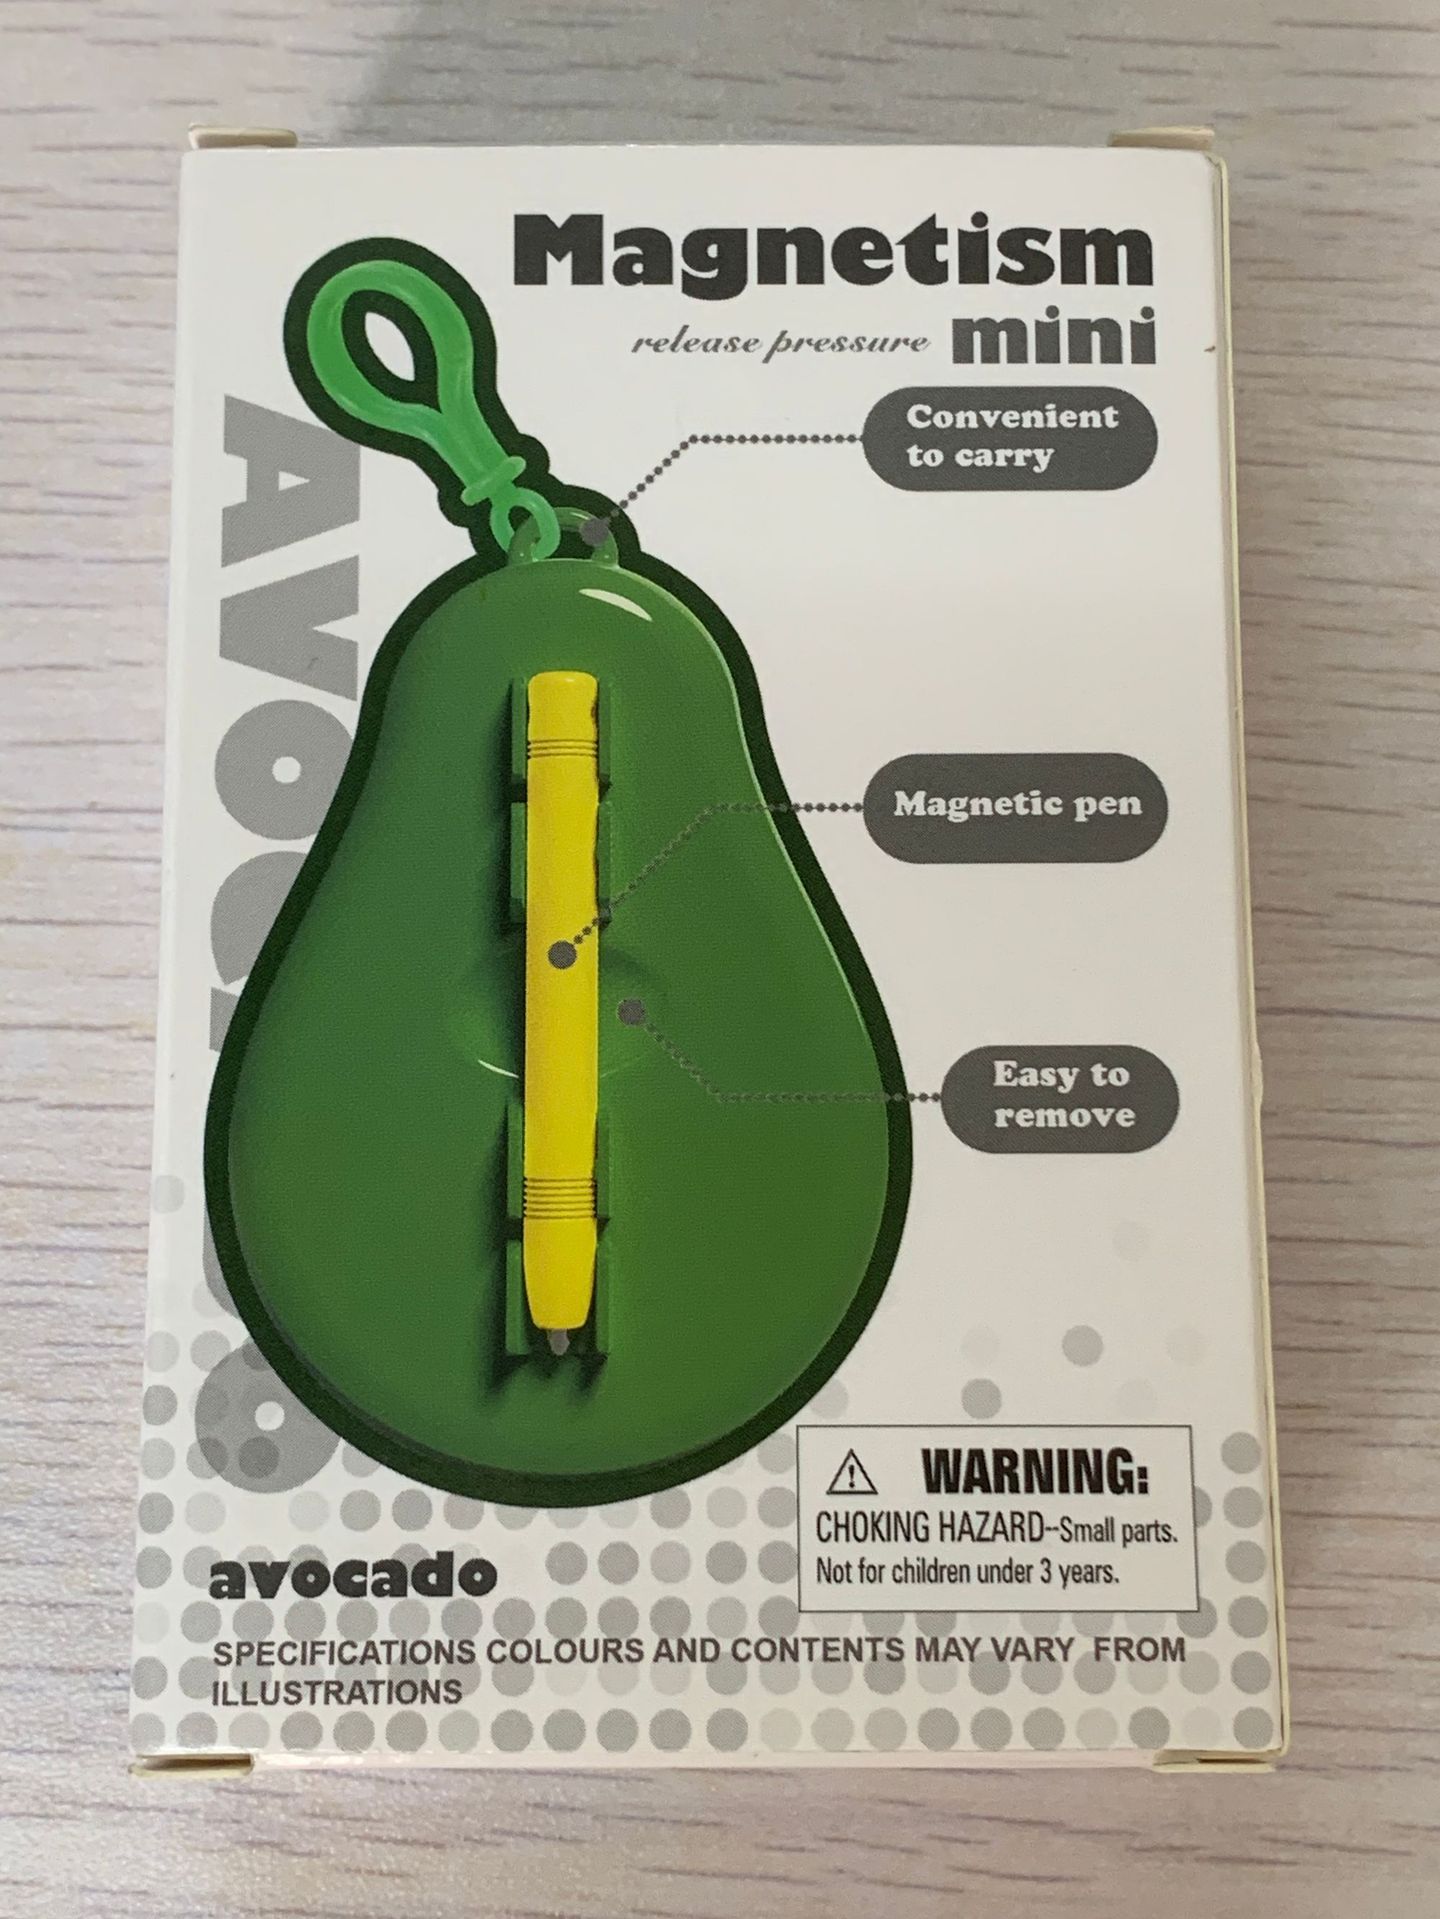 Magnetism
release pressure mini
Convenient
to carry
AVOCADO
Magnetic pen
Easy to
remove
WARNING:
CHOKING HAZARD--Small parts.
Not for children under 3 years.
avocado
SPECIFICATIONS COLOURS AND CONTENTS MAY VARY FROM
ILLUSTRATIONS